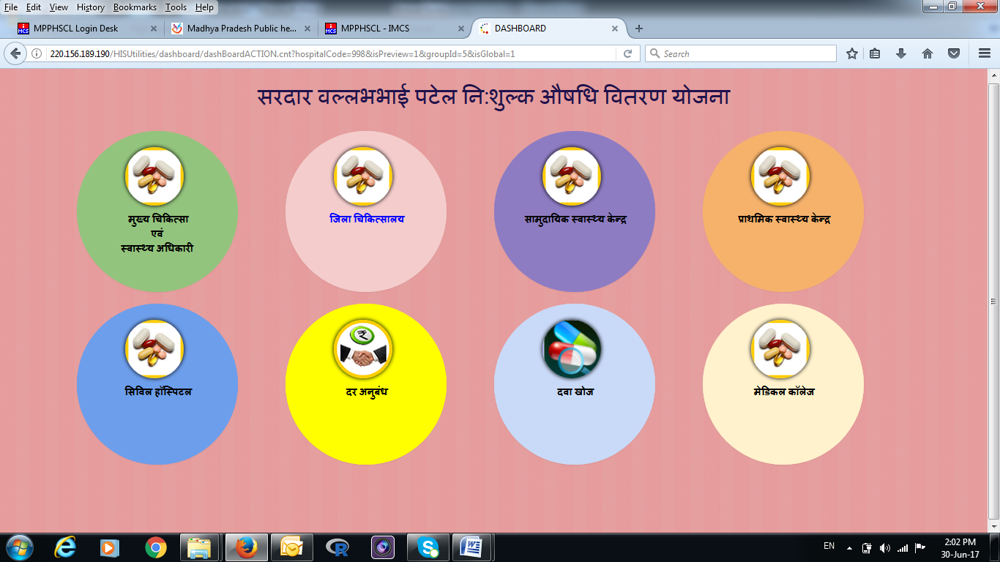 File Edit View History Bookmarks Tools Help
MPPHSCL Login Desk
Madhya Pradesh Public he...
MPPHSCL - IMCS
DASHBOARD
220.156.189.190/HISUtilities/dashboard/dashBoardACTION.cnt?hospitalCode=998&isPreview=1&groupId=5&isGlobal=1
Search
सरदार वल्लभभाई पटेल नि:शुल्क औषधि वितरण योजना
मुख्य चिकित्सा
एवं
स्वास्थ्य अधिकारी
जिला चिकित्सालय
सामुदायिक स्वास्थ्य केन्द्र
प्राथमिक स्वास्थ्य केन्द्र
सिविल हॉस्पिटल
दर अनुबंध
दवा खोज
मेडिकल कॉलेज
EN
2:02 PM
30-Jun-17